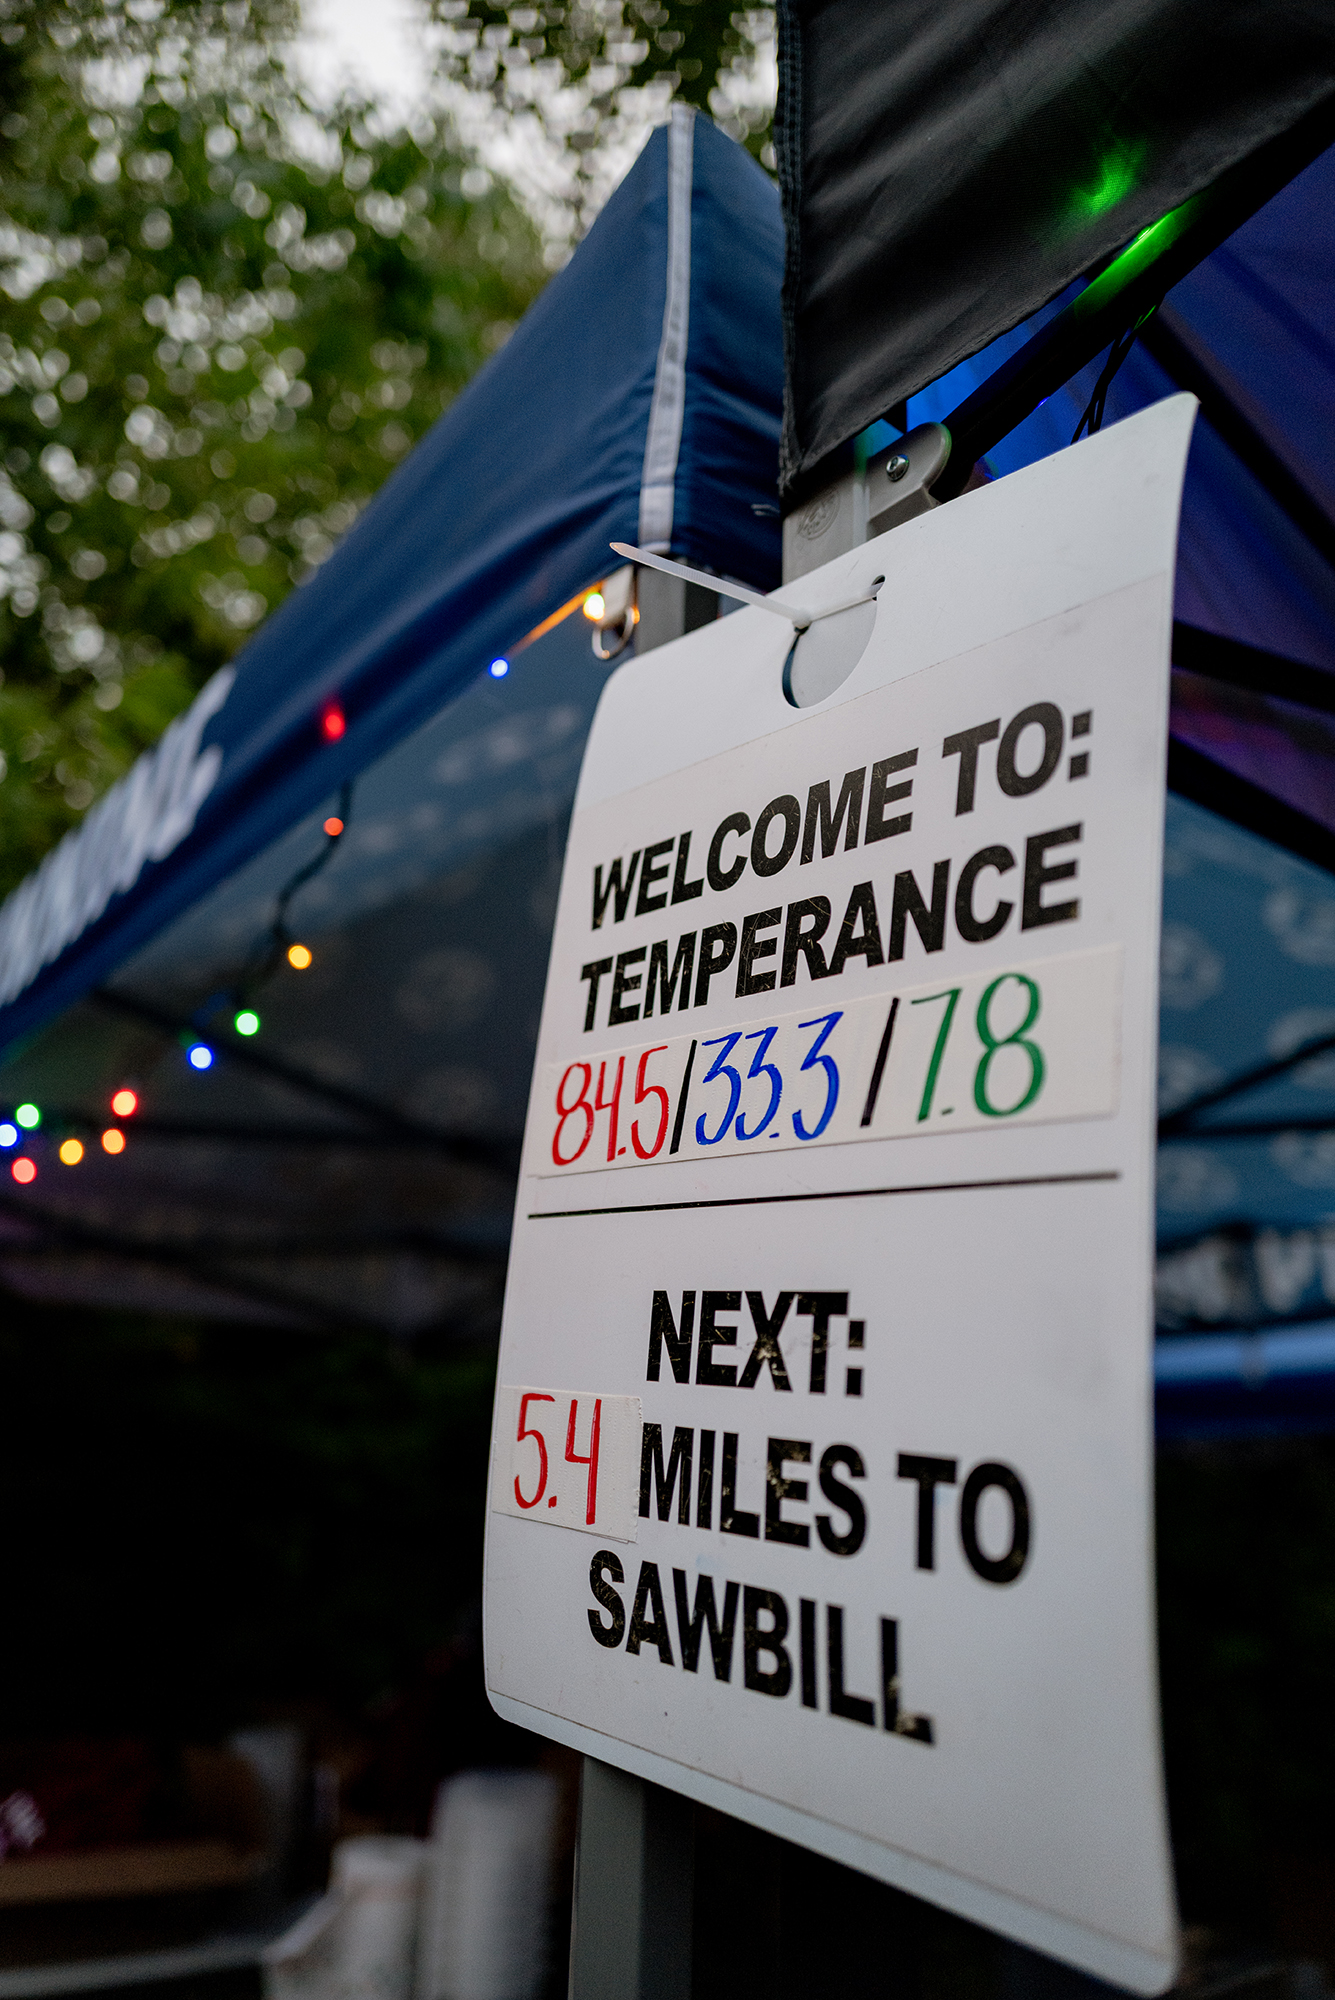 WELCOME TO:
TEMPERANCE
84.5/33.3/7.8
NEXT:
5.4 MILES TO
SAWBILL